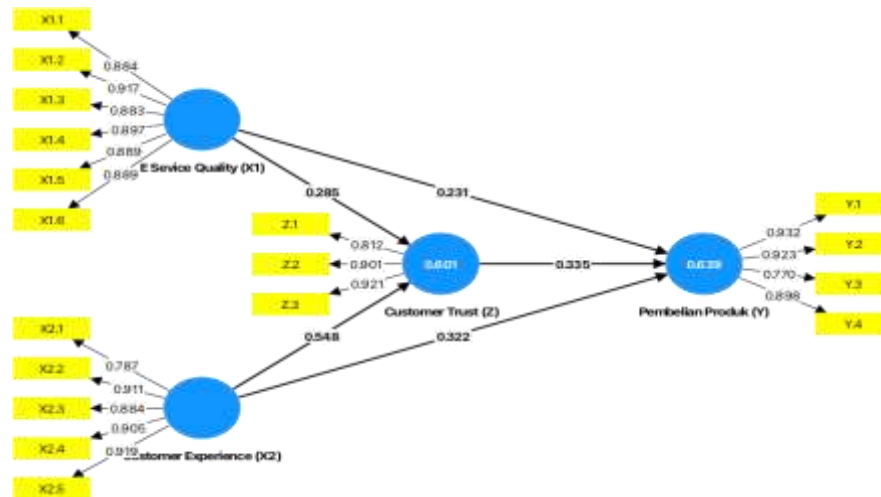 X1.1
X1.2
X1.3
X1.4
X1.5
X1.6
0.884
0.917
0.883
0.897
0.889
0.889
E Sevice Quality (X1)
0.285
0.231
Z.1
Z.2
Z.3
0.812
0.901
0.921
0.601
Customer Trust (Z)
0.335
0.639
Pembelian Produk (Y)
Y.1
Y.2
Y.3
Y.4
0.932
0.923
0.770
0.898
0.548
0.322
X2.1
X2.2
X2.3
X2.4
X2.5
0.787
0.911
0.884
0.905
0.919
Customer Experience (X2)